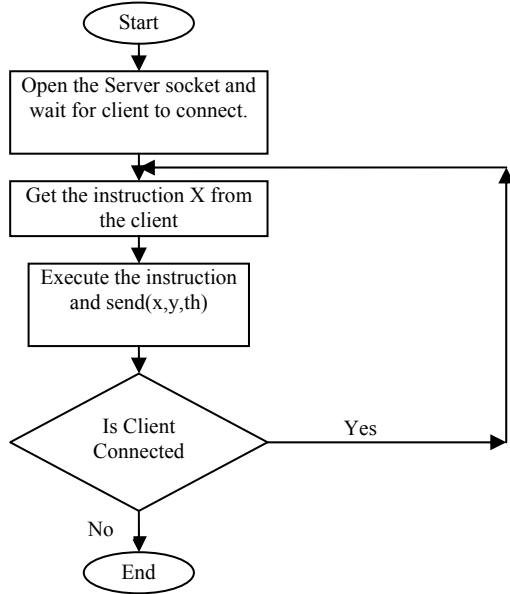 Start
Open the Server socket and
wait for client to connect.
Get the instruction X from
the client
Execute the instruction
and send(x,y,th)
Is Client
Connected
Yes
No
End